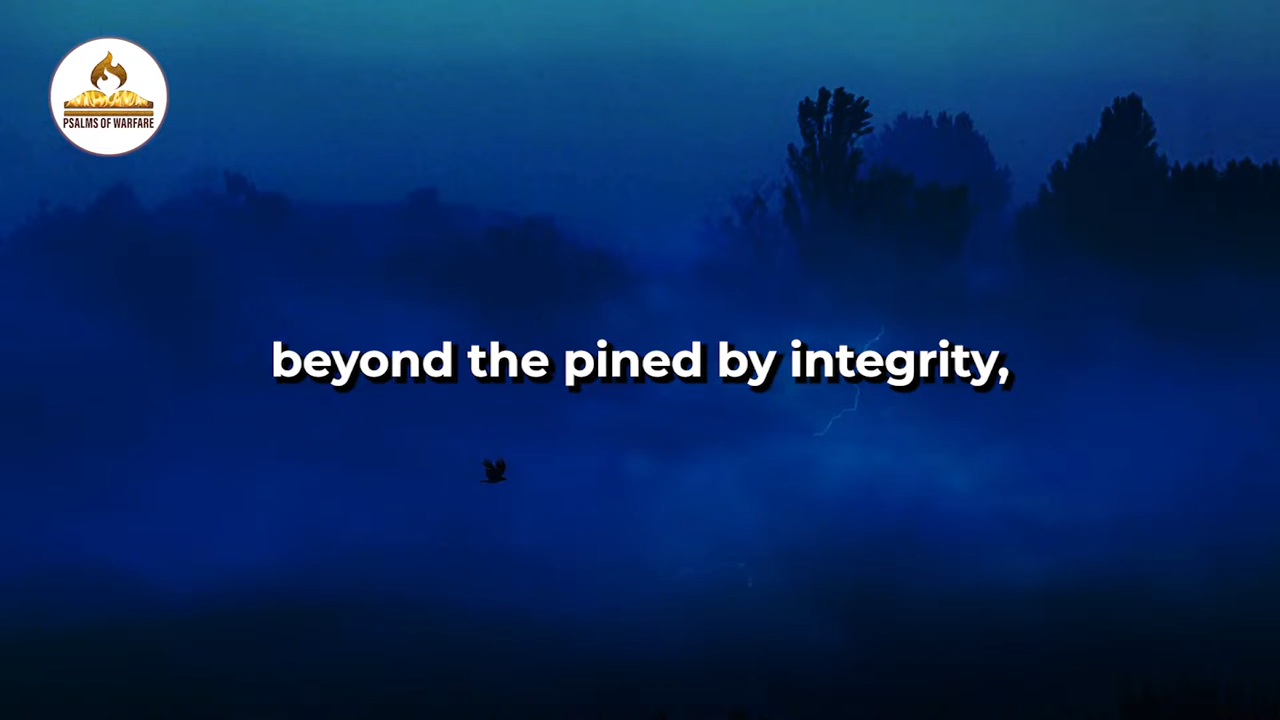 PSALMS OF WARFARE
beyond the pined by integrity,